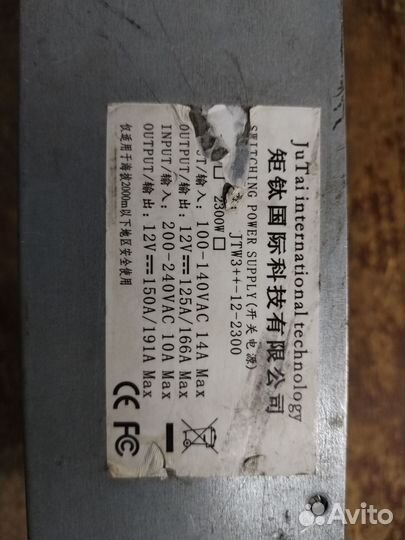 JuTai international technology
矩钛国际科技有限公司
SWITCHING POWER SUPPLY(开关电源)
JTW3++-12-2300
2300W
输入: 100-140VAC 14A Max
OUTPUT/输出: 12V 125A/166A Max
INPUT/输入: 200-240VAC 10A Max
OUTPUT/输出: 12V 150A/191A Max
仅适用于海拔2000m以下地区安全使用
CE FC
Avito